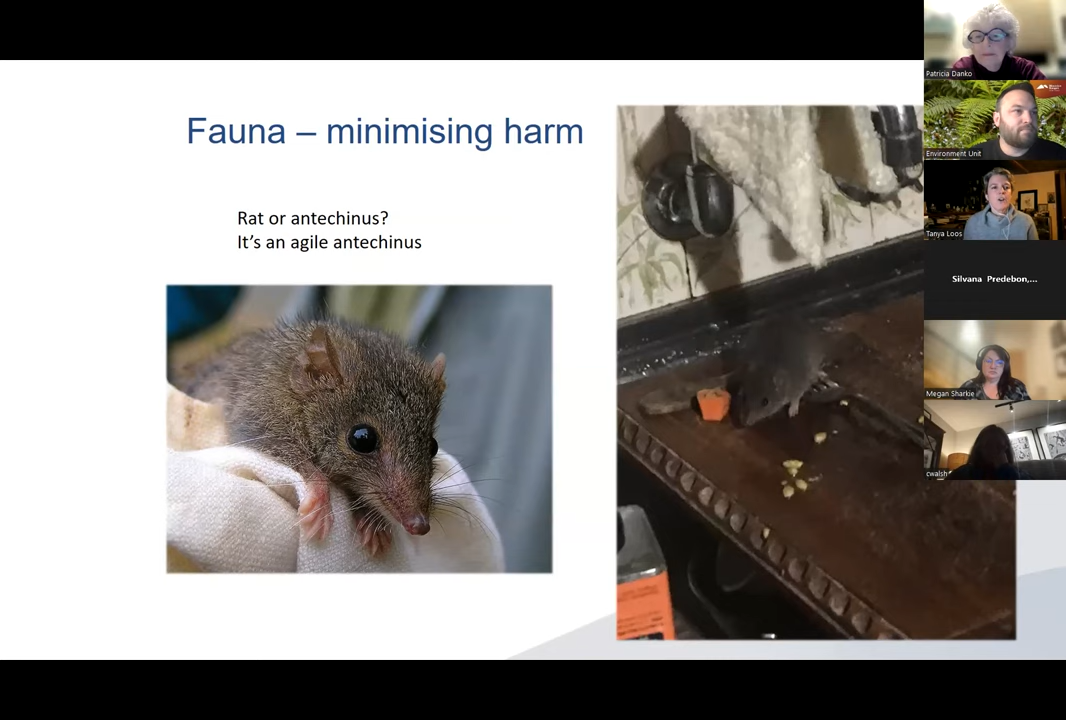 Fauna – minimising harm
Rat or antechinus?
It's an agile antechinus
Patricia Danko
Environment Unit
Tanya Loos
Silvana Predebon,...
Megan Sharkie
cwalsh